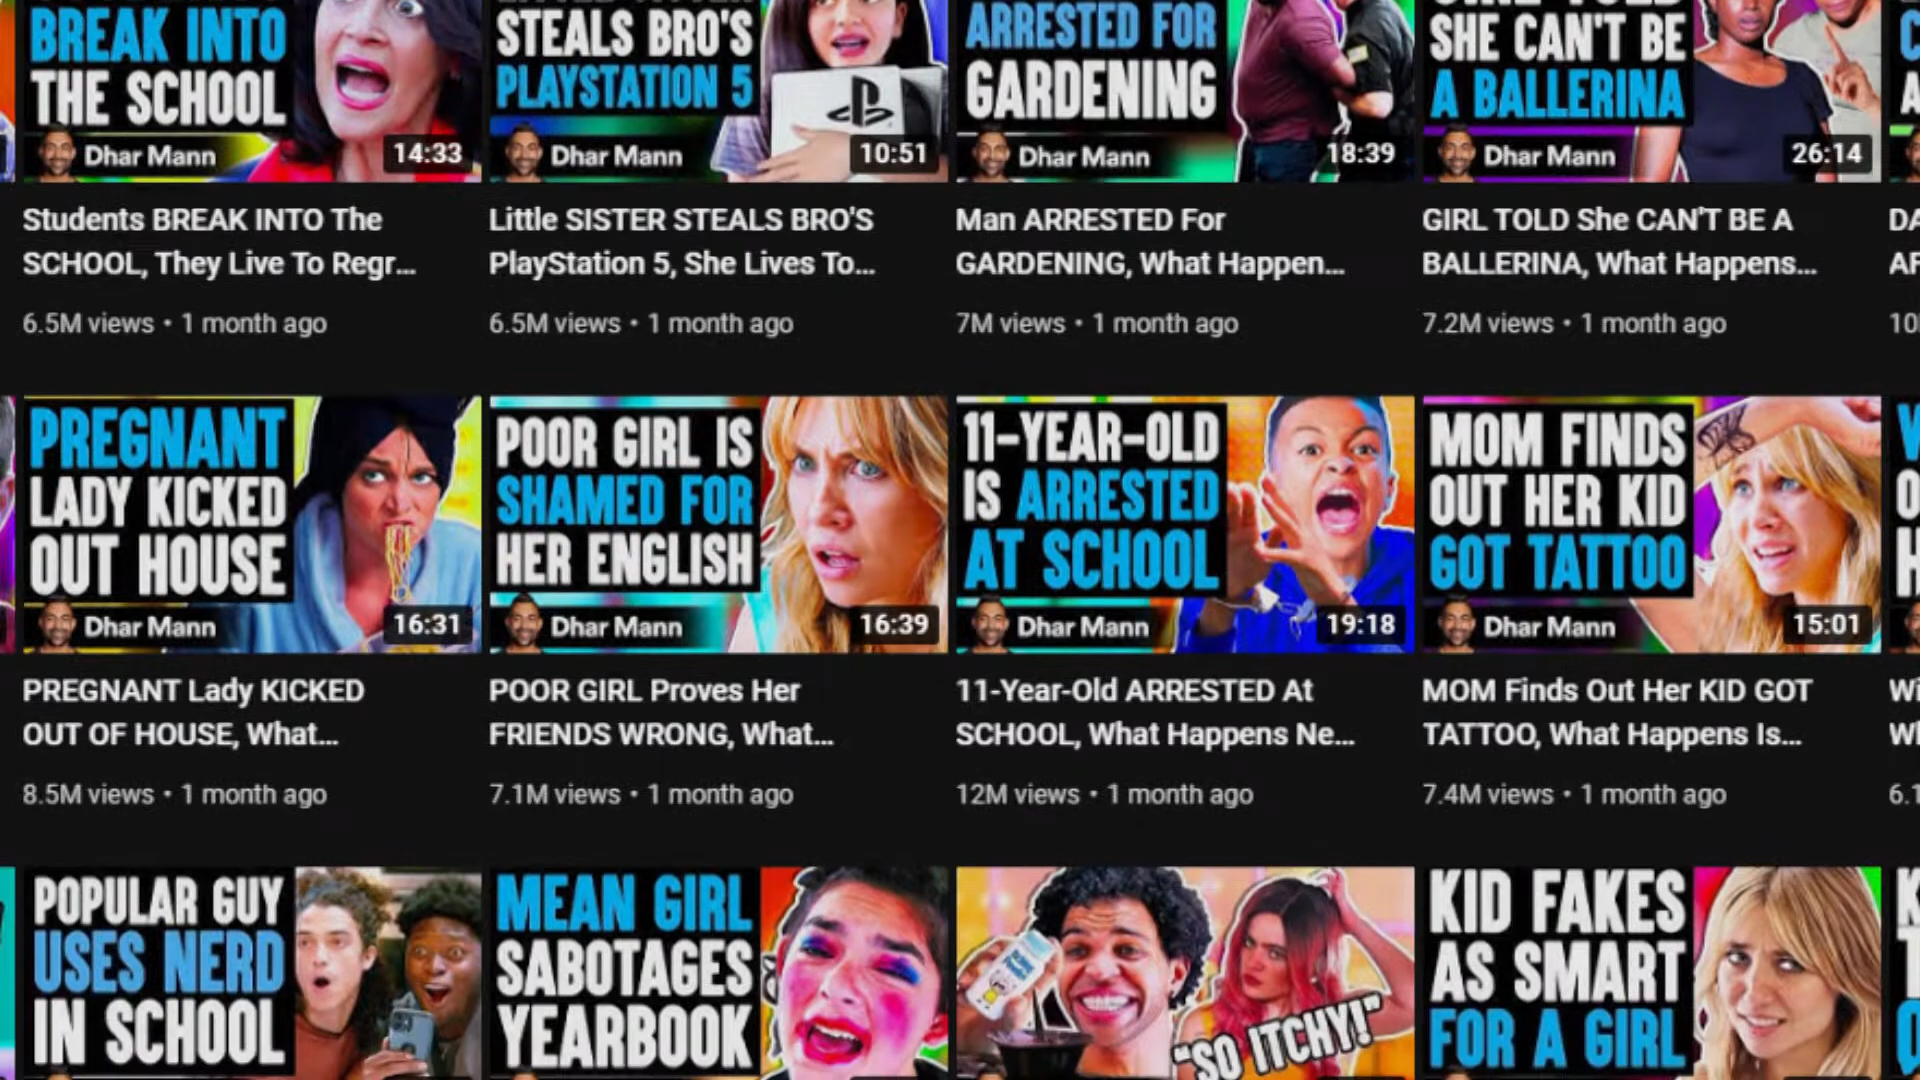 BREAK INTO
THE SCHOOL
Dhar Mann
14:33
STEALS BRO'S
PLAYSTATION 5
Dhar Mann
10:51
ARRESTED FOR
GARDENING
Dhar Mann
18:39
SHE CAN'T BE
A BALLERINA
Dhar Mann
26:14
Students BREAK INTO The
SCHOOL, They Live To Regr...
6.5M views • 1 month ago
Little SISTER STEALS BRO'S
PlayStation 5, She Lives To...
6.5M views • 1 month ago
Man ARRESTED For
GARDENING, What Happen...
7M views • 1 month ago
GIRL TOLD She CAN'T BE A
BALLERINA, What Happens...
7.2M views • 1 month ago
PREGNANT
LADY KICKED
OUT HOUSE
Dhar Mann
16:31
POOR GIRL IS
SHAMED FOR
HER ENGLISH
Dhar Mann
16:39
11-YEAR-OLD
IS ARRESTED
AT SCHOOL
Dhar Mann
19:18
MOM FINDS
OUT HER KID
GOT TATTOO
Dhar Mann
15:01
PREGNANT Lady KICKED
OUT OF HOUSE, What...
8.5M views • 1 month ago
POOR GIRL Proves Her
FRIENDS WRONG, What...
7.1M views • 1 month ago
11-Year-Old ARRESTED At
SCHOOL, What Happens Ne...
12M views • 1 month ago
MOM Finds Out Her KID GOT
TATTOO, What Happens Is...
7.4M views • 1 month ago
POPULAR GUY
USES NERD
IN SCHOOL
MEAN GIRL
SABOTAGES
YEARBOOK
"SO ITCHY!"
KID FAKES
AS SMART
FOR A GIRL